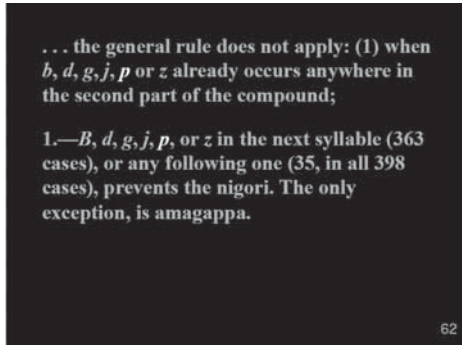 . . . the general rule does not apply: (1) when
b, d, g, j, p or z already occurs anywhere in
the second part of the compound;
1.—B, d, g, j, p, or z in the next syllable (363
cases), or any following one (35, in all 398
cases), prevents the nigori. The only
exception, is amagappa.
62